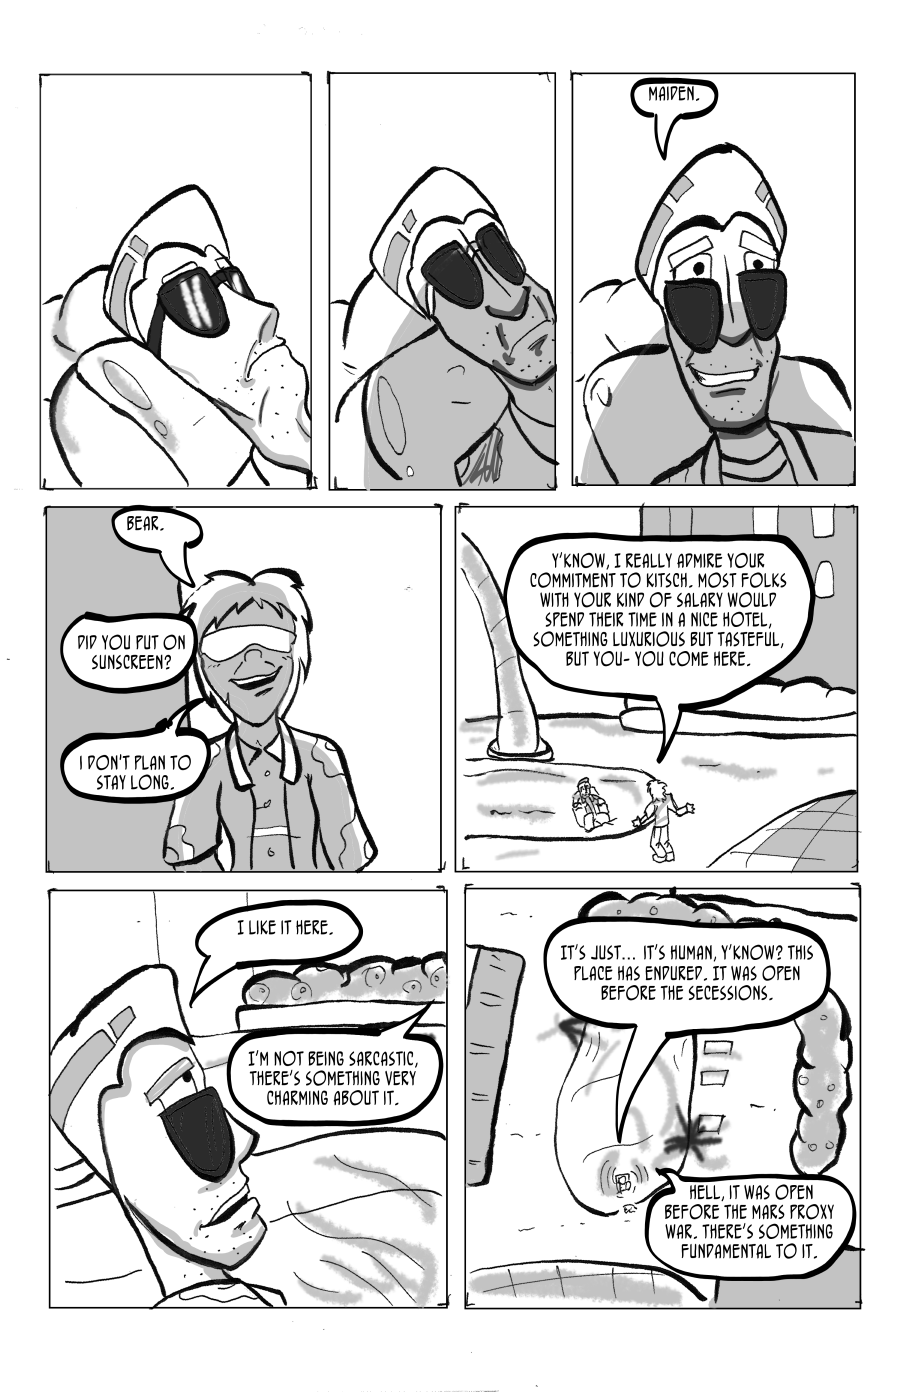 MAIDEN.
BEAR.
DID YOU PUT ON
SUNSCREEN?
I DON'T PLAN TO
STAY LONG.
Y'KNOW, I REALLY ADMIRE YOUR
COMMITMENT TO KITSCH. MOST FOLKS
WITH YOUR KIND OF SALARY WOULD
SPEND THEIR TIME IN A NICE HOTEL,
SOMETHING LUXURIOUS BUT TASTEFUL,
BUT YOU- YOU COME HERE.
I LIKE IT HERE.
I'M NOT BEING SARCASTIC,
THERE'S SOMETHING VERY
CHARMING ABOUT IT.
IT'S JUST... IT'S HUMAN, Y'KNOW? THIS
PLACE HAS ENDURED. IT WAS OPEN
BEFORE THE SECESSIONS.
HELL, IT WAS OPEN
BEFORE THE MARS PROXY
WAR. THERE'S SOMETHING
FUNDAMENTAL TO IT.